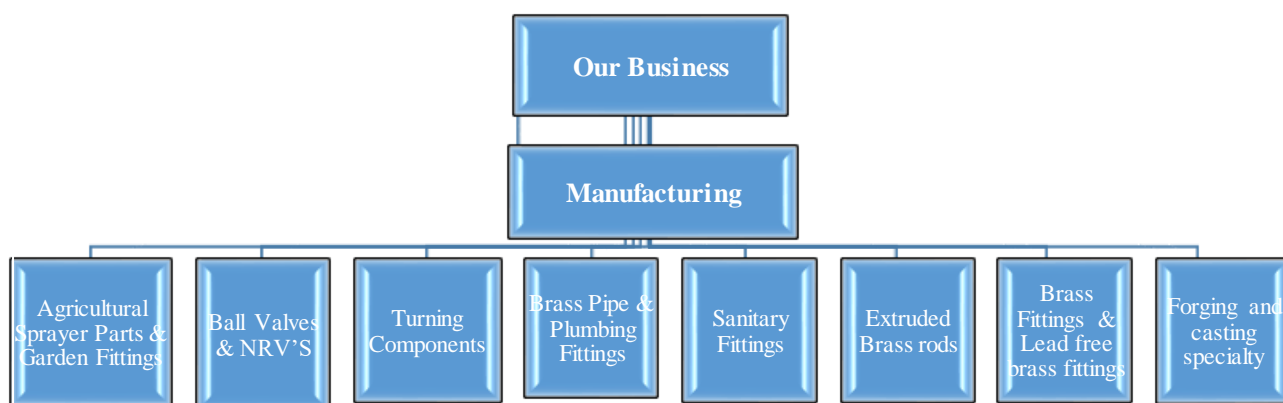 Our Business
Manufacturing
Agricultural
Sprayer Parts &
Garden Fittings
Ball Valves
& NRV’S
Turning
Components
Brass Pipe &
Plumbing
Fittings
Sanitary
Fittings
Extruded
Brass rods
Brass
Fittings &
Lead free
brass fittings
Forging and
casting
specialty